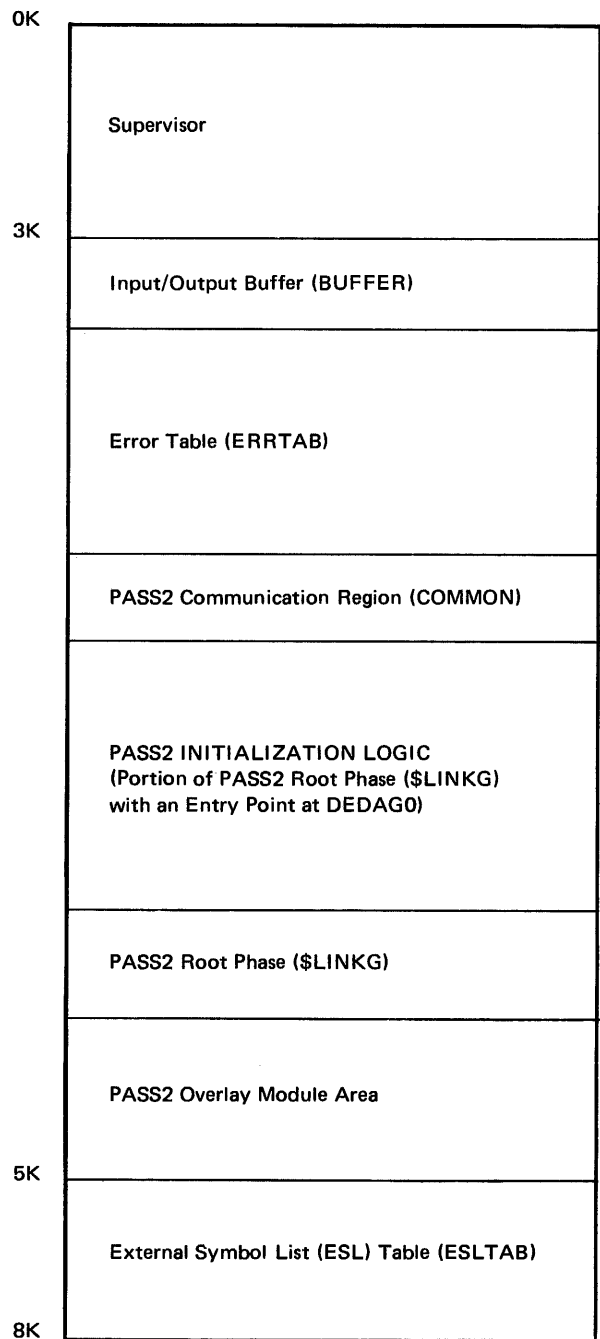 0K
Supervisor
3K
Input/Output Buffer (BUFFER)
Error Table (ERRTAB)
PASS2 Communication Region (COMMON)
PASS2 INITIALIZATION LOGIC
(Portion of PASS2 Root Phase ($LINKG)
with an Entry Point at DEDAG0)
PASS2 Root Phase ($LINKG)
PASS2 Overlay Module Area
5K
External Symbol List (ESL) Table (ESLTAB)
8K